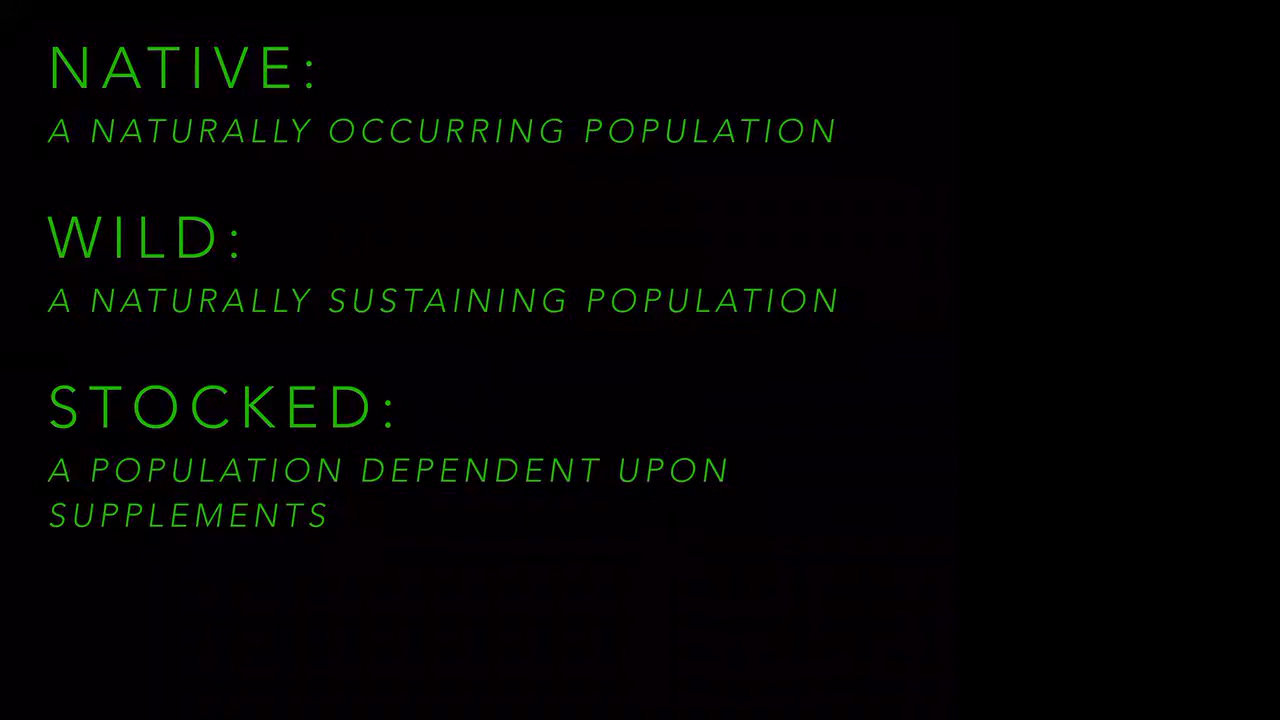 NATIVE:
A NATURALLY OCCURRING POPULATION
WILD:
A NATURALLY SUSTAINING POPULATION
STOCKED:
A POPULATION DEPENDENT UPON
SUPPLEMENTS